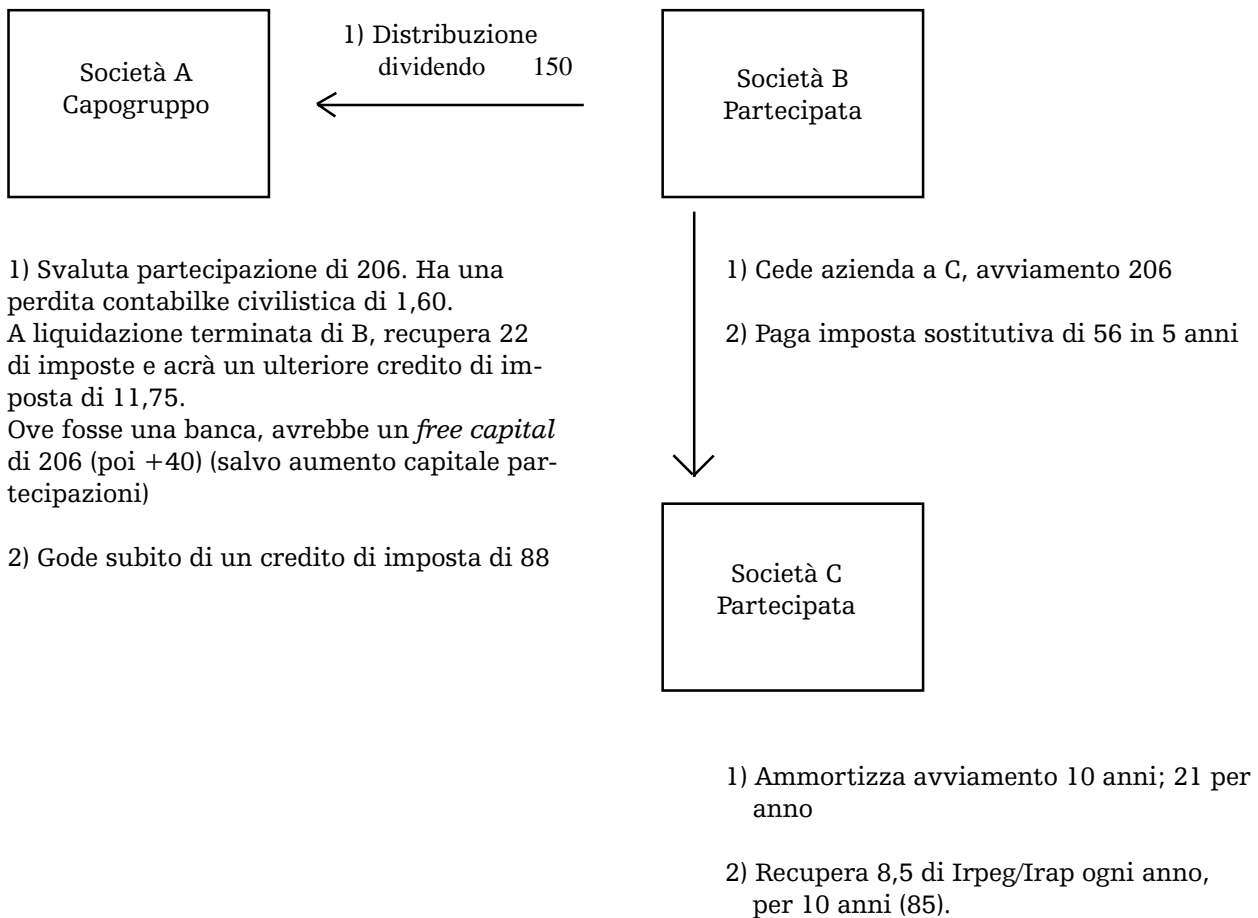 Società A
Capogruppo
1) Distribuzione
dividendo 150
Società B
Partecipata
1) Svaluta partecipazione di 206. Ha una
perdita contabilke civilistica di 1,60.
A liquidazione terminata di B, recupera 22
di imposte e acrà un ulteriore credito di im-
posta di 11,75.
Ove fosse una banca, avrebbe un free capital
di 206 (poi +40) (salvo aumento capitale par-
tecipazioni)
2) Gode subito di un credito di imposta di 88
1) Cede azienda a C, avviamento 206
2) Paga imposta sostitutiva di 56 in 5 anni
Società C
Partecipata
1) Ammortizza avviamento 10 anni; 21 per
anno
2) Recupera 8,5 di Irpeg/Irap ogni anno,
per 10 anni (85).